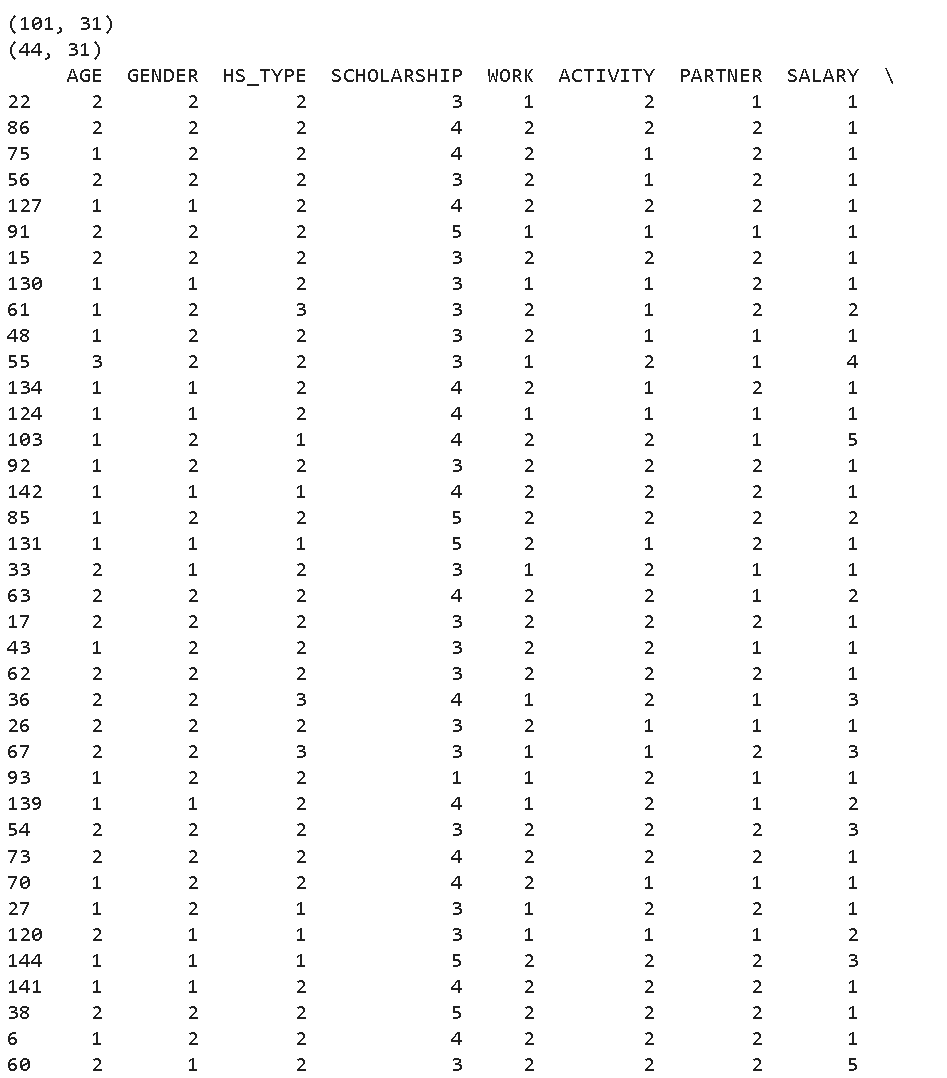 (101, 31)
(44, 31)
AGE GENDER HS_TYPE SCHOLARSHIP WORK ACTIVITY PARTNER SALARY \
22 2 2 2 3 1 2 1 1
86 2 2 2 4 2 2 2 1
75 1 2 2 4 2 1 2 1
56 2 2 2 3 2 1 2 1
127 1 1 2 4 2 2 2 1
91 2 2 2 5 1 1 1 1
15 2 2 2 3 2 2 2 1
130 1 1 2 3 1 1 2 1
61 1 2 3 3 2 1 2 2
48 1 2 2 3 2 1 1 1
55 3 2 2 3 1 2 1 4
134 1 1 2 4 2 1 2 1
124 1 1 2 4 1 1 1 1
103 1 2 1 4 2 2 1 5
92 1 2 2 3 2 2 2 1
142 1 1 1 4 2 2 2 1
85 1 2 2 5 2 2 2 2
131 1 1 1 5 2 1 2 1
33 2 1 2 3 1 2 1 1
63 2 2 2 4 2 2 1 2
17 2 2 2 3 2 2 2 1
43 1 2 2 3 2 2 1 1
62 2 2 2 3 2 2 2 1
36 2 2 3 4 1 2 1 3
26 2 2 2 3 2 1 1 1
67 2 2 3 3 1 1 2 3
93 1 2 2 1 1 2 1 1
139 1 1 2 4 1 2 1 2
54 2 2 2 3 2 2 2 3
73 2 2 2 4 2 2 2 1
70 1 2 2 4 2 1 1 1
27 1 2 1 3 1 2 2 1
120 2 1 1 3 1 1 1 2
144 1 1 1 5 2 2 2 3
141 1 1 2 4 2 2 2 1
38 2 2 2 5 2 2 2 1
6 1 2 2 4 2 2 2 1
60 2 1 2 3 2 2 2 5